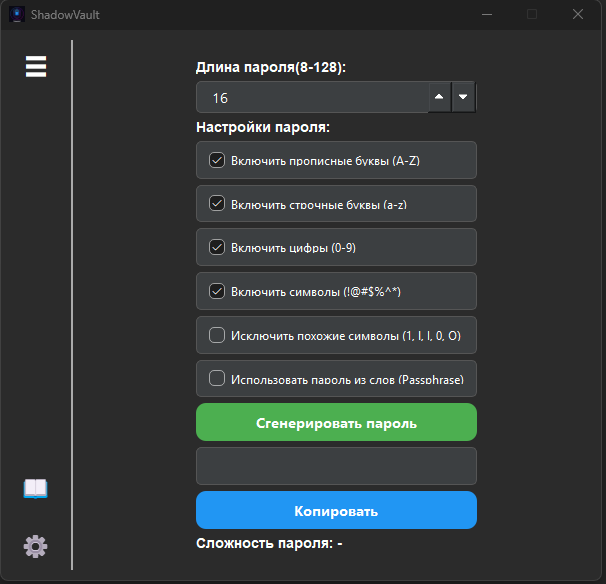 ShadowVault
Длина пароля(8-128):
16
Настройки пароля:
Включить прописные буквы (A-Z)
Включить строчные буквы (a-z)
Включить цифры (0-9)
Включить символы (!@#$%^*)
Исключить похожие символы (1, l, I, 0, O)
Использовать пароль из слов (Passphrase)
Сгенерировать пароль
Копировать
Сложность пароля: -